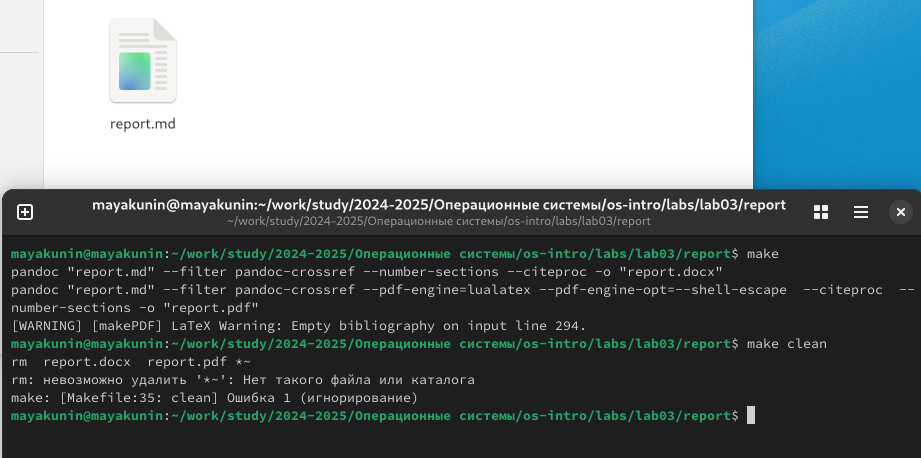 report.md
mayakunin@mayakunin:~/work/study/2024-2025/Операционные системы/os-intro/labs/lab03/report
~/work/study/2024-2025/Операционные системы/os-intro/labs/lab03/report
mayakunin@mayakunin:~/work/study/2024-2025/Операционные системы/os-intro/labs/lab03/report$ make
pandoc "report.md" --filter pandoc-crossref --number-sections --citeproc -o "report.docx"
pandoc "report.md" --filter pandoc-crossref --pdf-engine=lualatex --pdf-engine-opt=--shell-escape  --citeproc  --
number-sections -o "report.pdf"
[WARNING] [makePDF] LaTeX Warning: Empty bibliography on input line 294.
mayakunin@mayakunin:~/work/study/2024-2025/Операционные системы/os-intro/labs/lab03/report$ make clean
rm  report.docx  report.pdf *~
rm: невозможно удалить '*~': Нет такого файла или каталога
make: [Makefile:35: clean] Ошибка 1 (игнорирование)
mayakunin@mayakunin:~/work/study/2024-2025/Операционные системы/os-intro/labs/lab03/report$